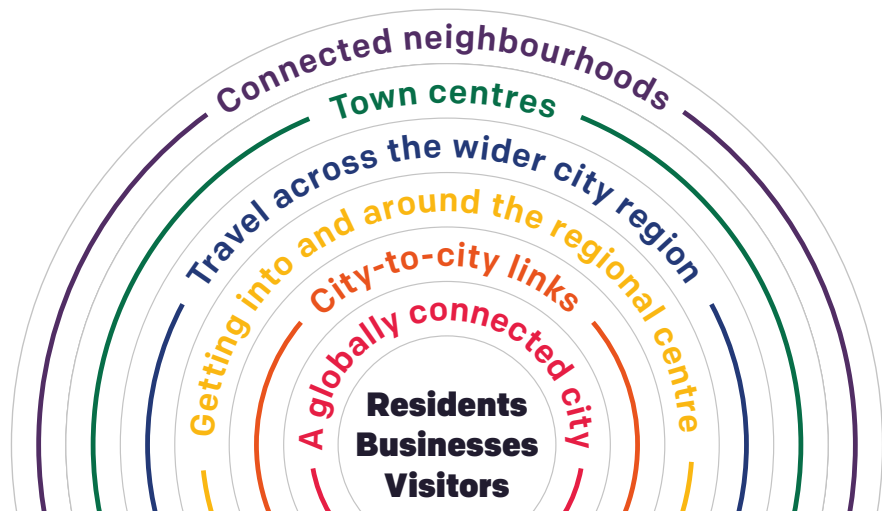 Connected neighbourhoods
Town centres
Travel across the wider city region
Getting into and around the regional centre
City-to-city links
A globally connected city
Residents
Businesses
Visitors